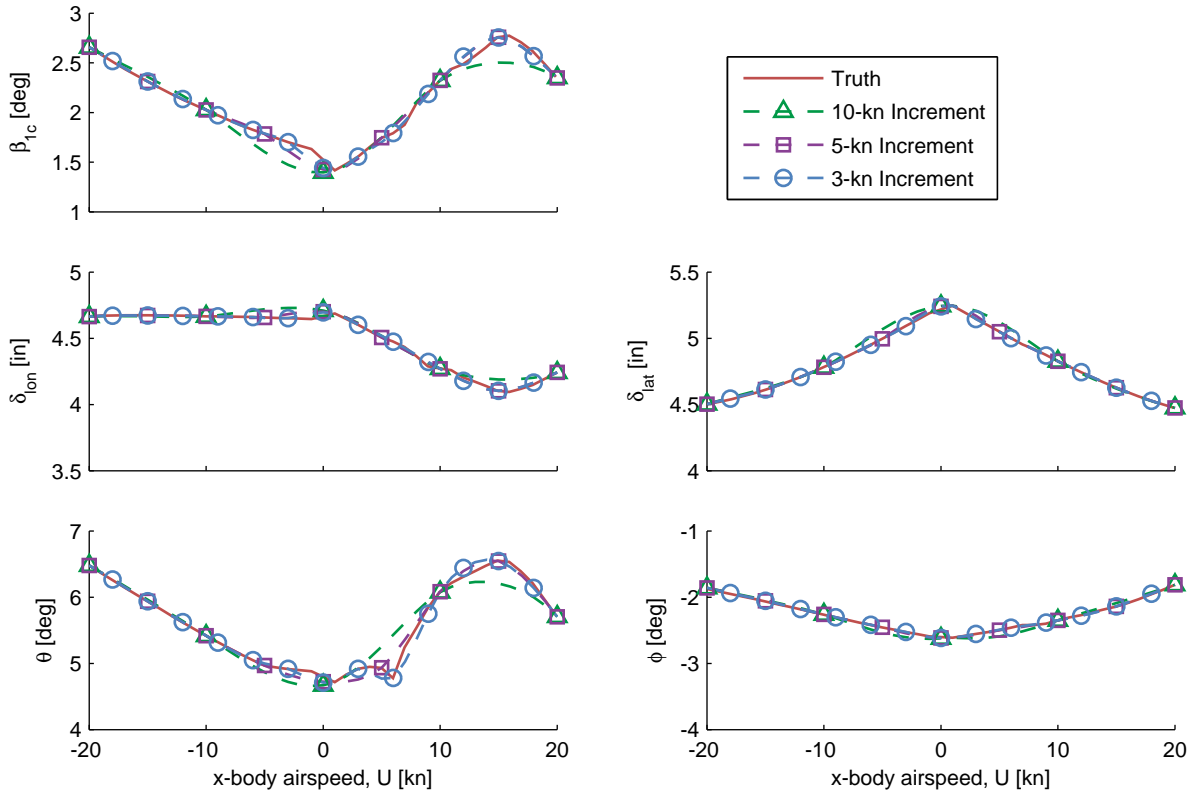 3
2.5
2
1.5
1
β1c [deg]
Truth
10-kn Increment
5-kn Increment
3-kn Increment
5
4.5
4
3.5
δlon [in]
5.5
5
4.5
4
δlat [in]
7
6
5
4
θ [deg]
-20 -10 0 10 20
x-body airspeed, U [kn]
-1
-2
-3
-4
ϕ [deg]
-20 -10 0 10 20
x-body airspeed, U [kn]